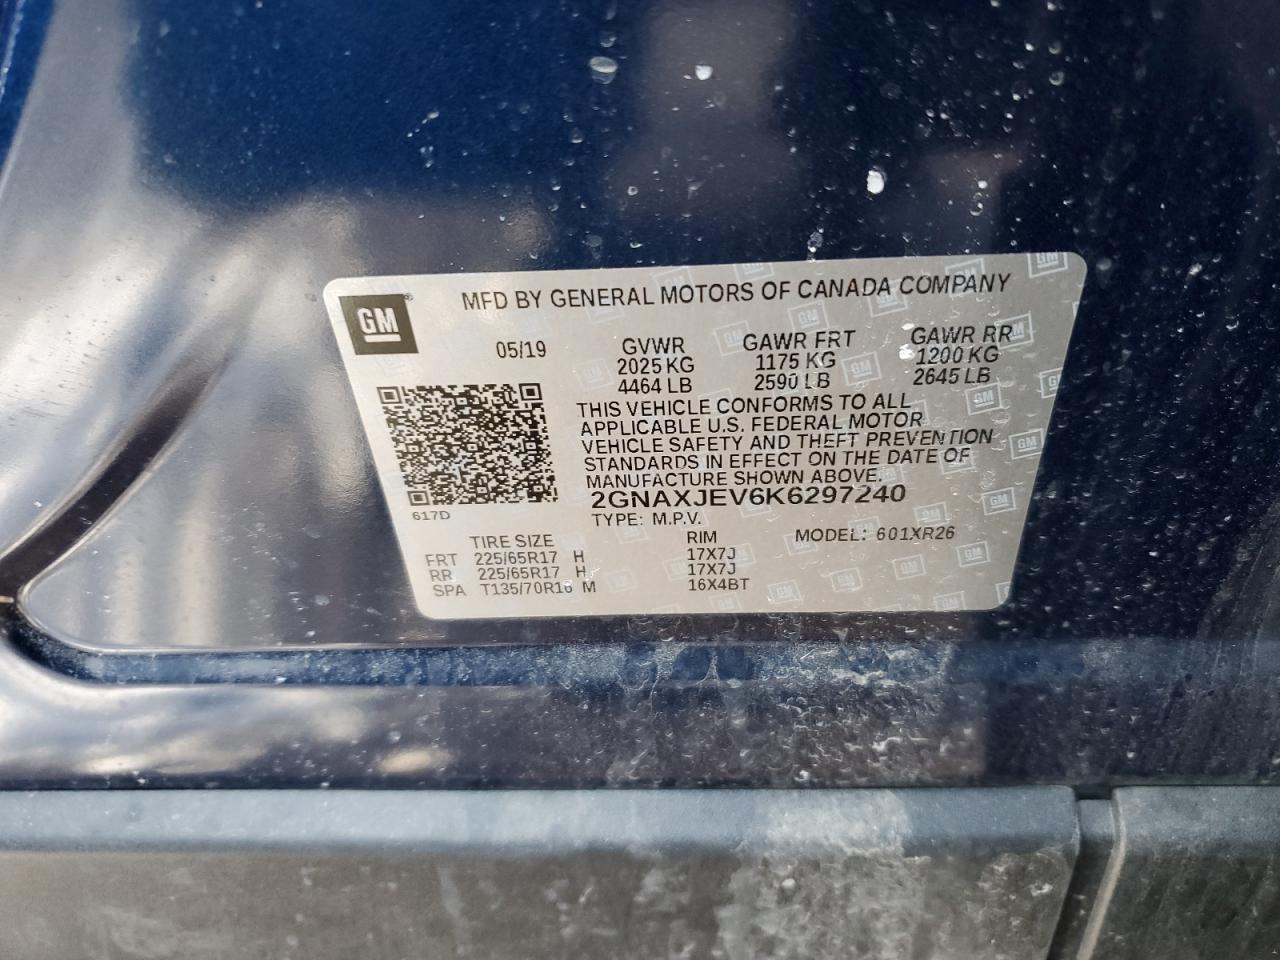 GM
MFD BY GENERAL MOTORS OF CANADA COMPANY
05/19
GVWR GAWR FRT GAWR RR
2025 KG 1175 KG 1200 KG
4464 LB 2590 LB 2645 LB
THIS VEHICLE CONFORMS TO ALL
APPLICABLE U.S. FEDERAL MOTOR
VEHICLE SAFETY AND THEFT PREVENTION
STANDARDS IN EFFECT ON THE DATE OF
MANUFACTURE SHOWN ABOVE.
2GNAXJEV6K6297240
617D
TYPE: M.P.V. MODEL: 601XR26
TIRE SIZE RIM
FRT 225/65R17 H 17X7J
RR 225/65R17 H 17X7J
SPA T135/70R16 M 16X4BT